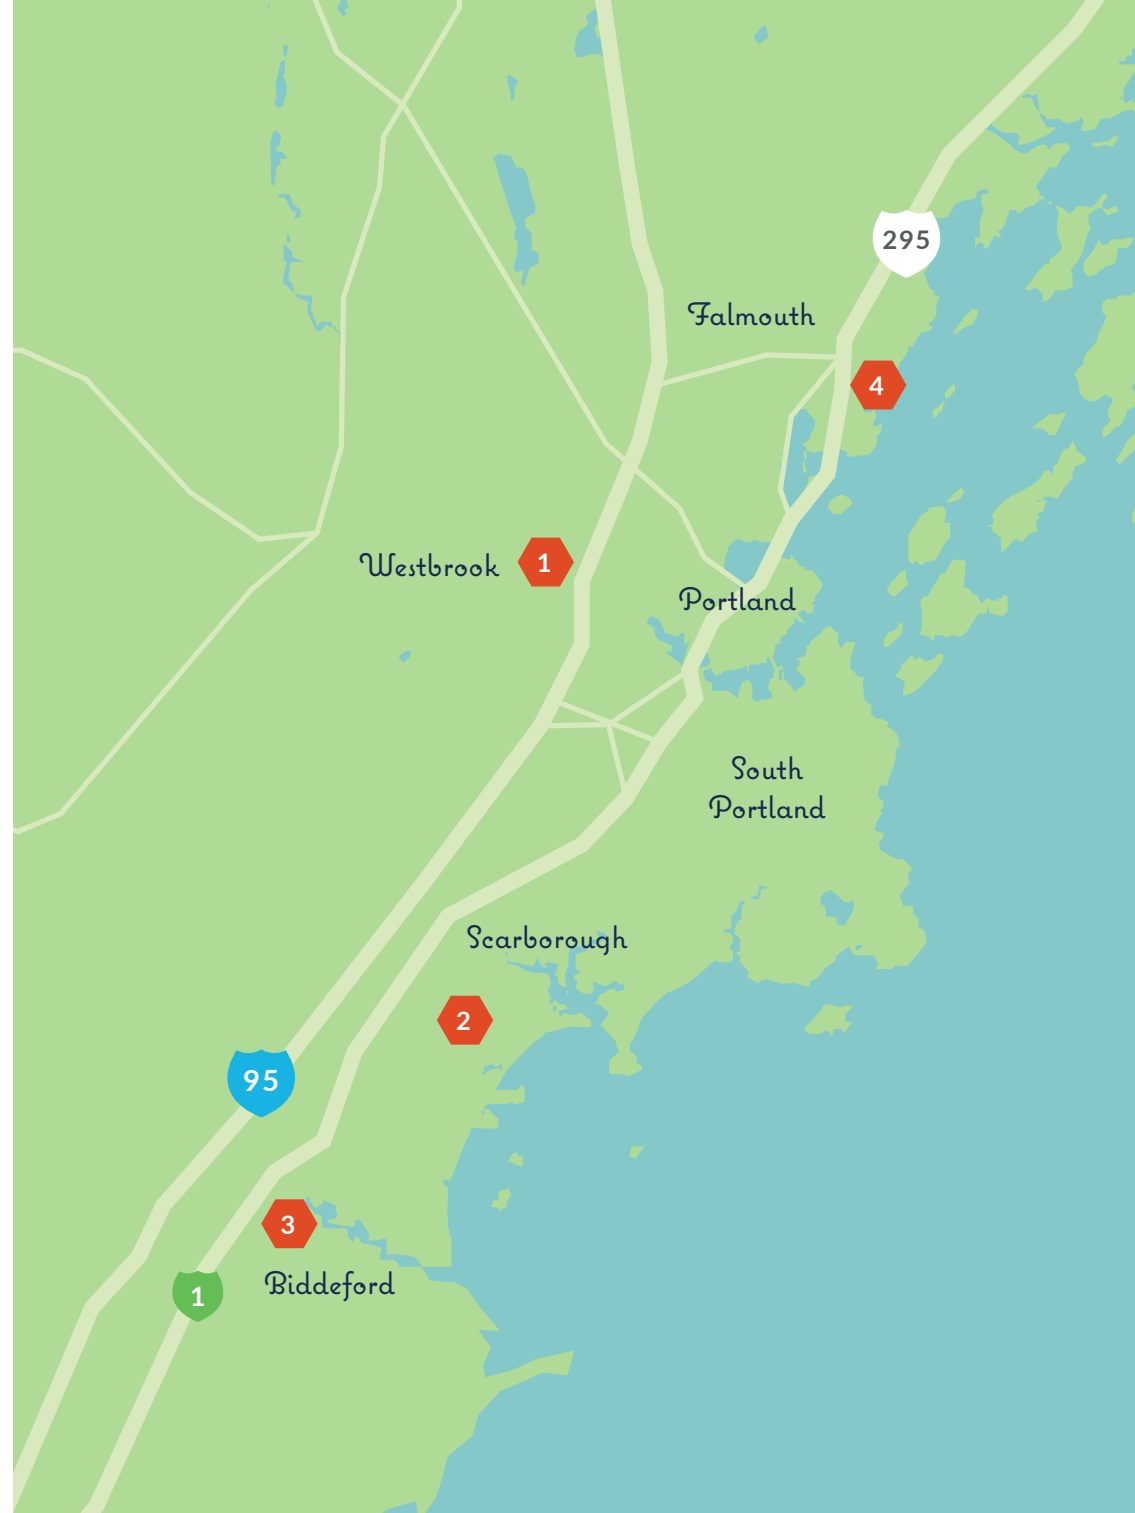 295
Falmouth
4
Westbrook
1
Portland
South
Portland
Scarborough
2
95
3
Biddeford
1